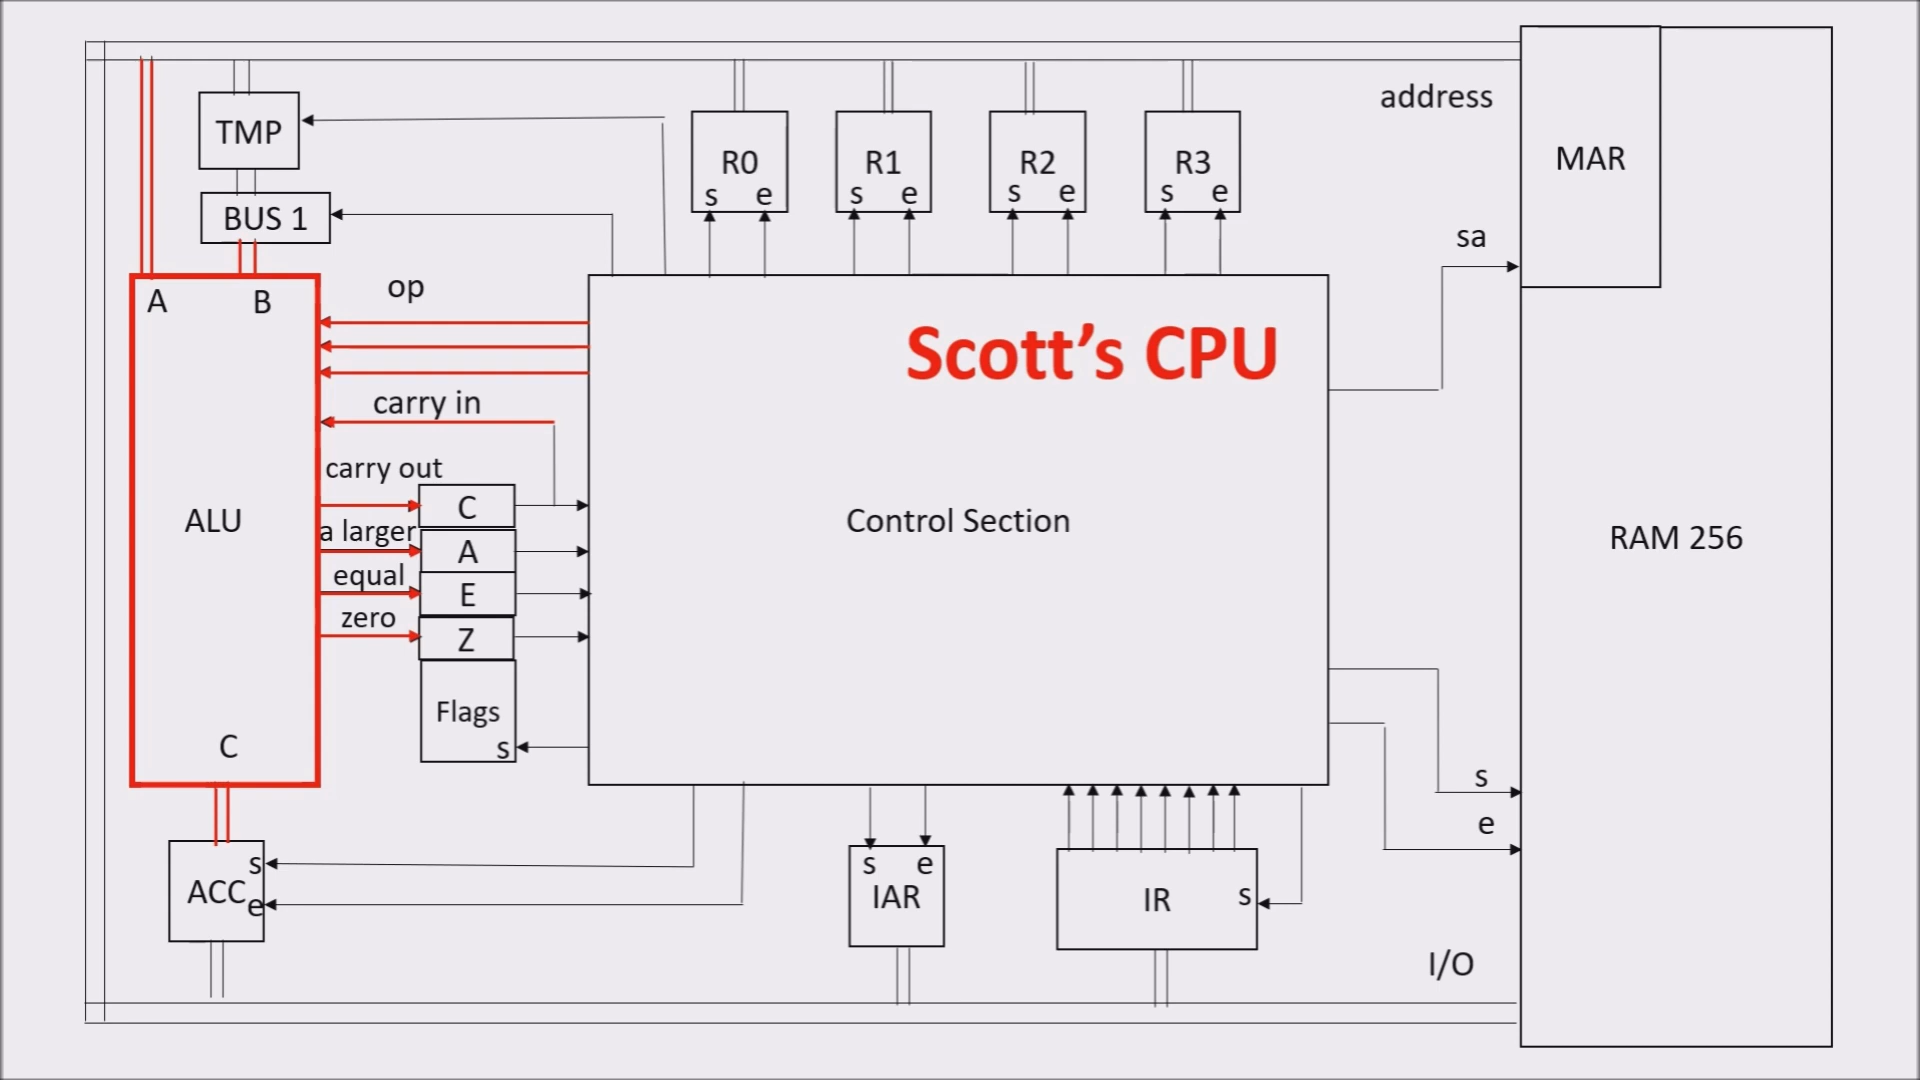 address
TMP
R0
s e
R1
s e
R2
s e
R3
s e
MAR
BUS 1
sa
A B
op
Scott's CPU
carry in
carry out
C
ALU
a larger
A
Control Section
RAM 256
equal
E
zero
Z
Flags
s
C
s
e
ACC
s
e
s e
IAR
IR
s
I/O